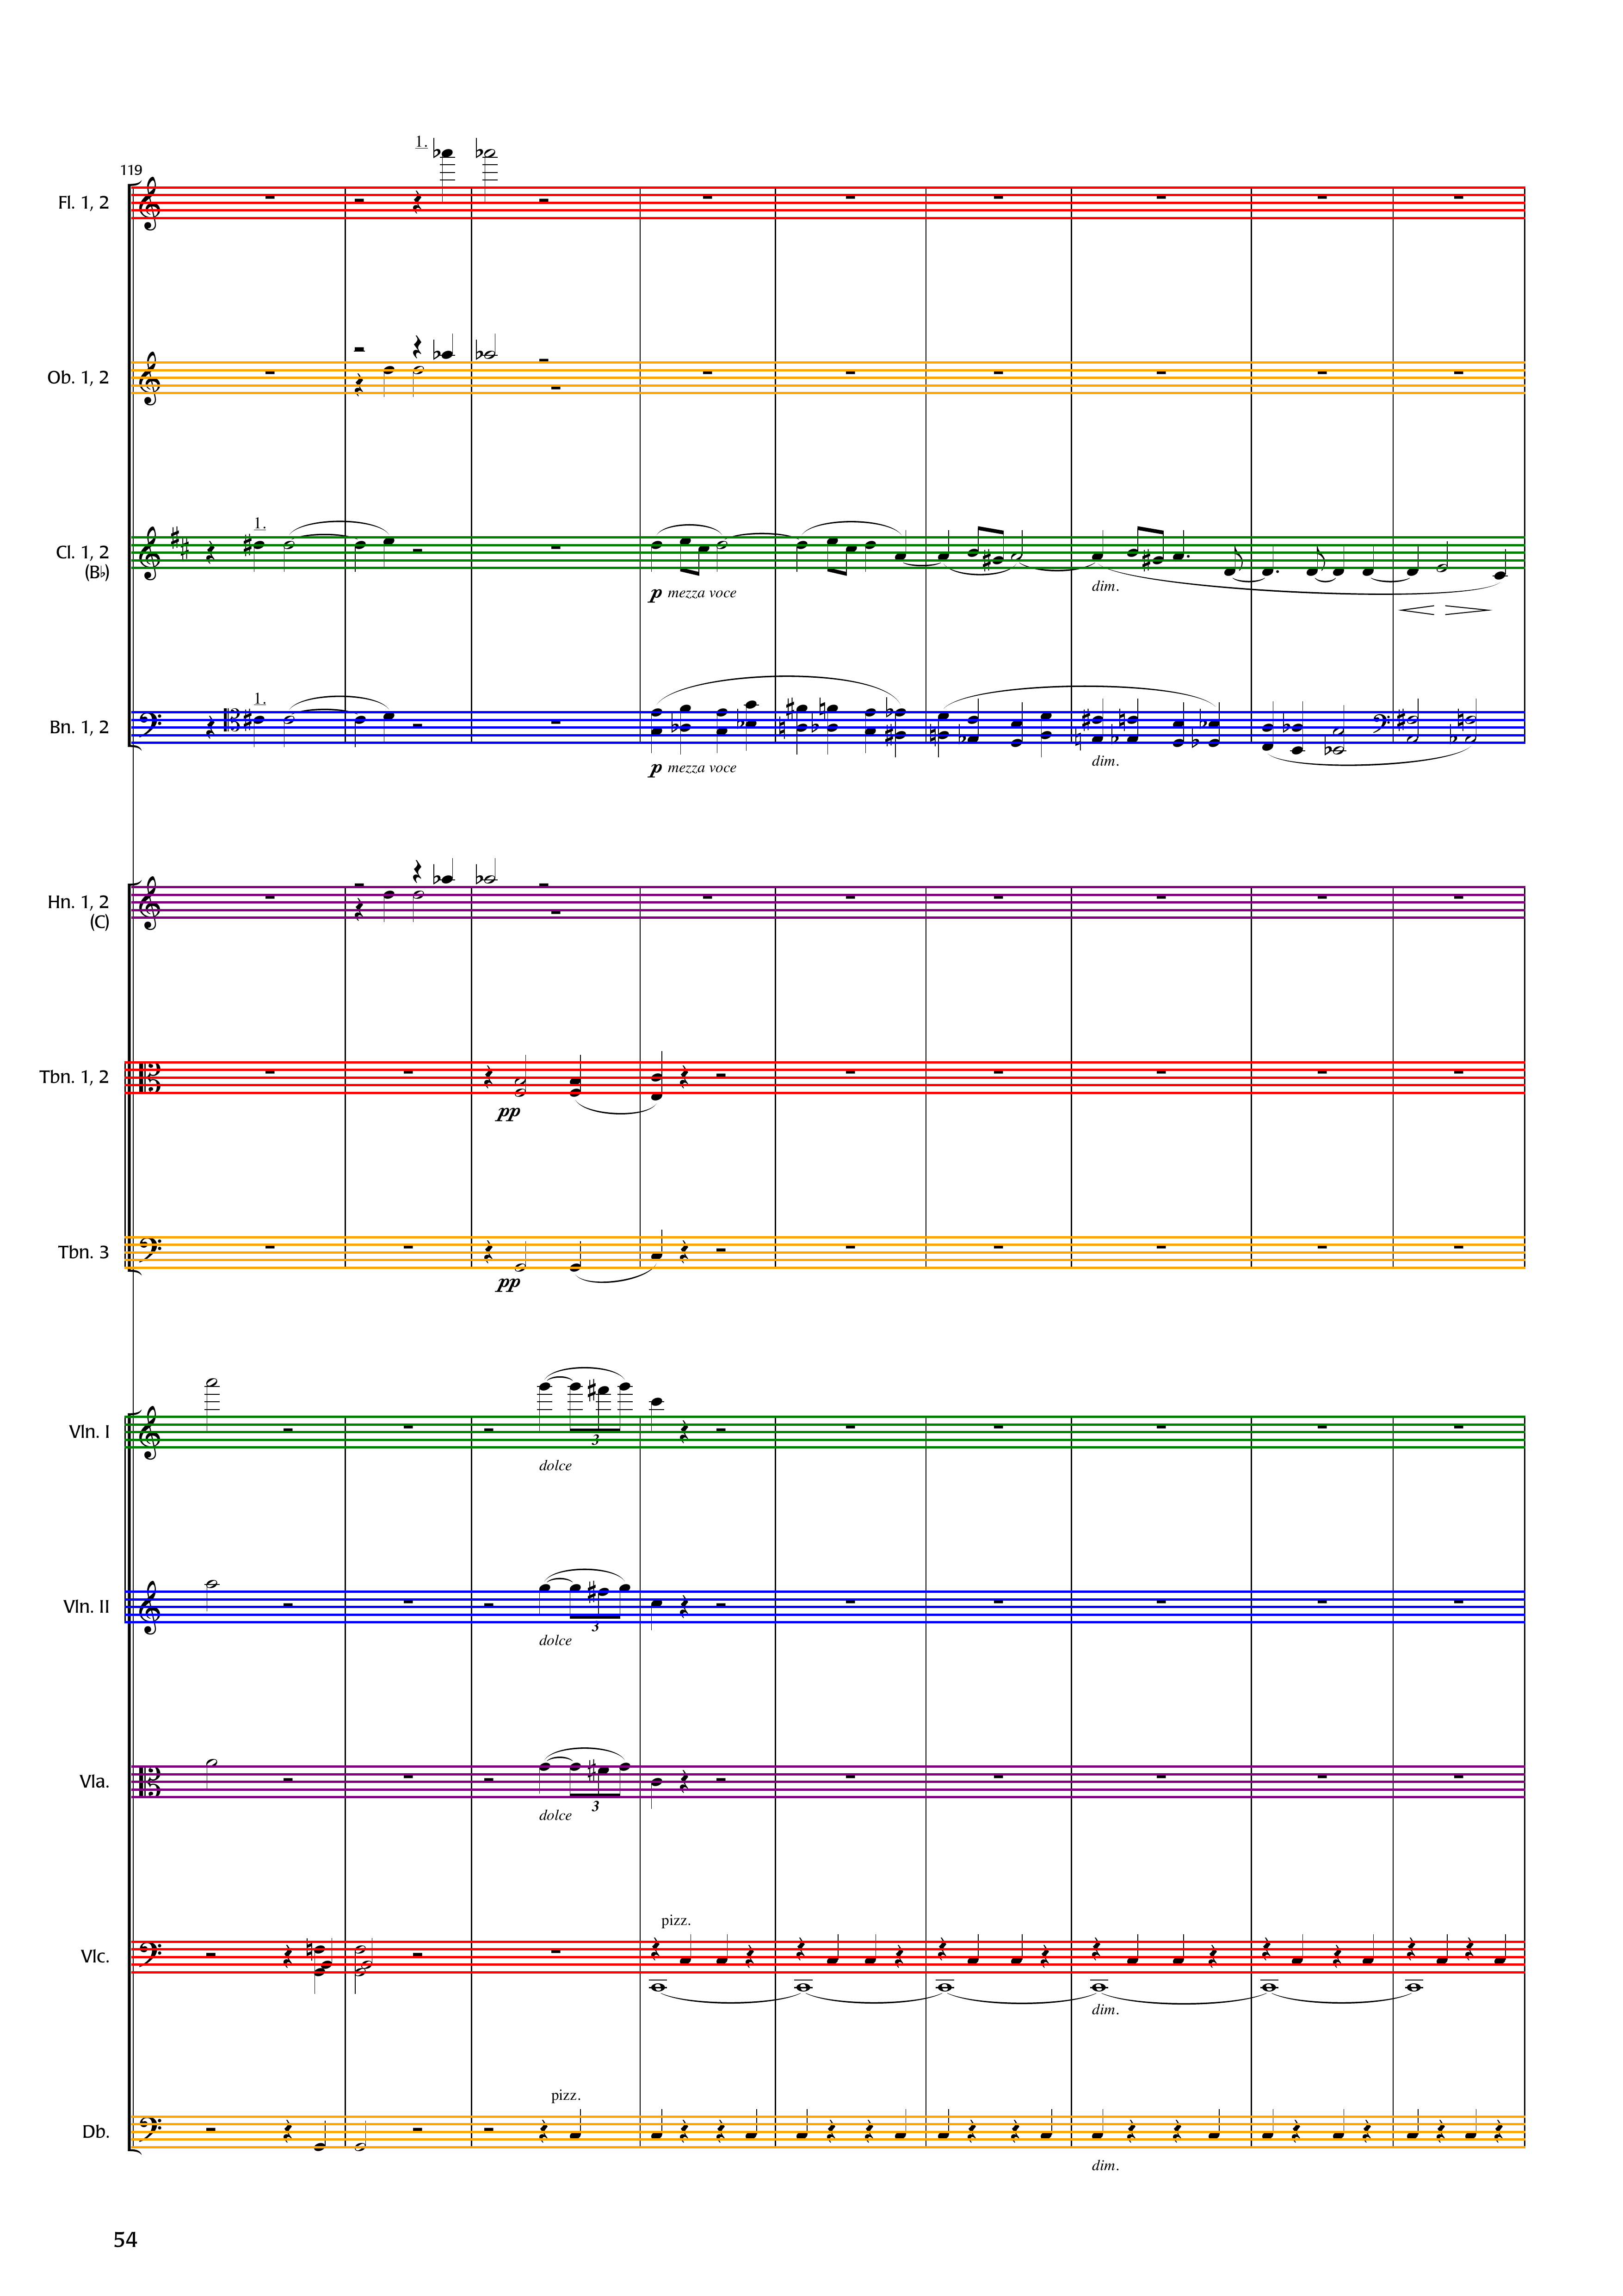 1.
119
Fl. 1, 2
Ob. 1, 2
1.
Cl. 1, 2
(B♭)
dim.
p mezza voce
1.
Bn. 1, 2
dim.
p mezza voce
Hn. 1, 2
(C)
Tbn. 1, 2
pp
Tbn. 3
pp
Vln. I
3
dolce
Vln. II
3
dolce
Vla.
3
dolce
pizz.
Vlc.
dim.
pizz.
Db.
dim.
54